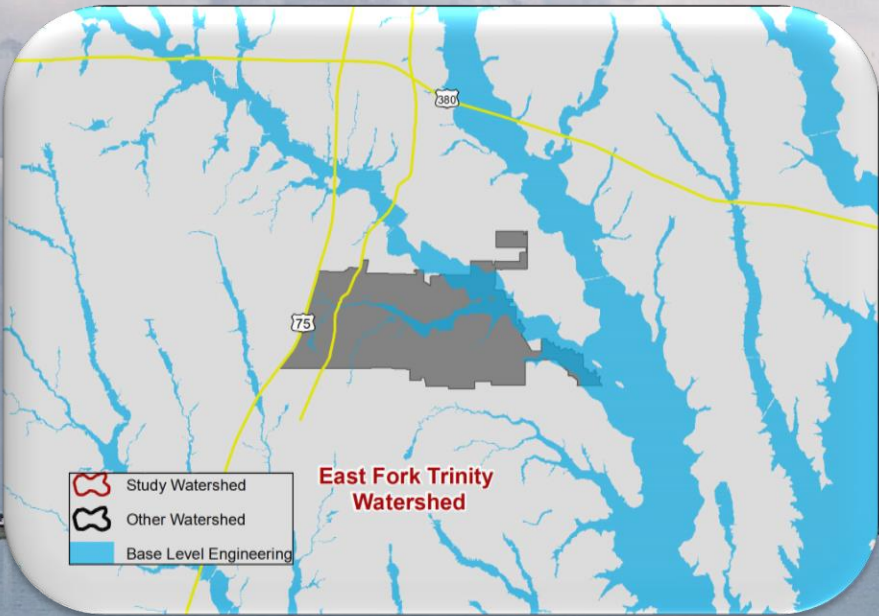 380
75
East Fork Trinity
Watershed
Study Watershed
Other Watershed
Base Level Engineering